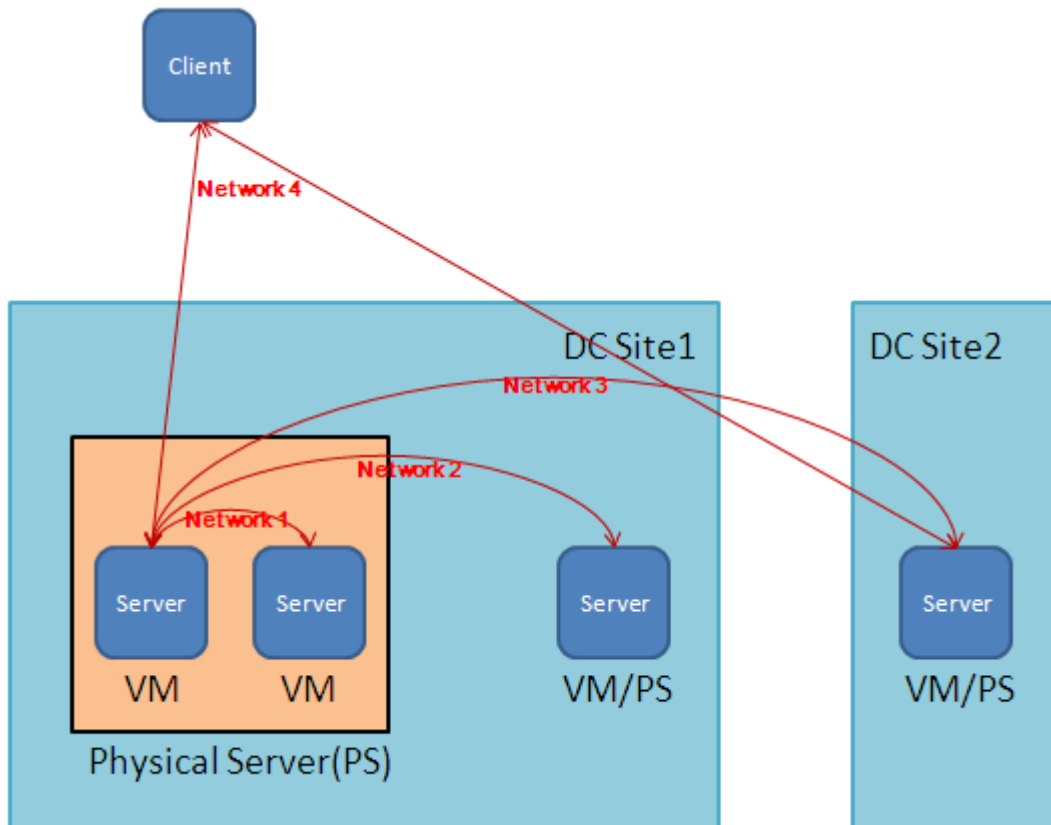 Client
Network 4
DC Site1
DC Site2
Network 3
Network 2
Network 1
Server
Server
Server
Server
VM
VM
VM/PS
VM/PS
Physical Server(PS)